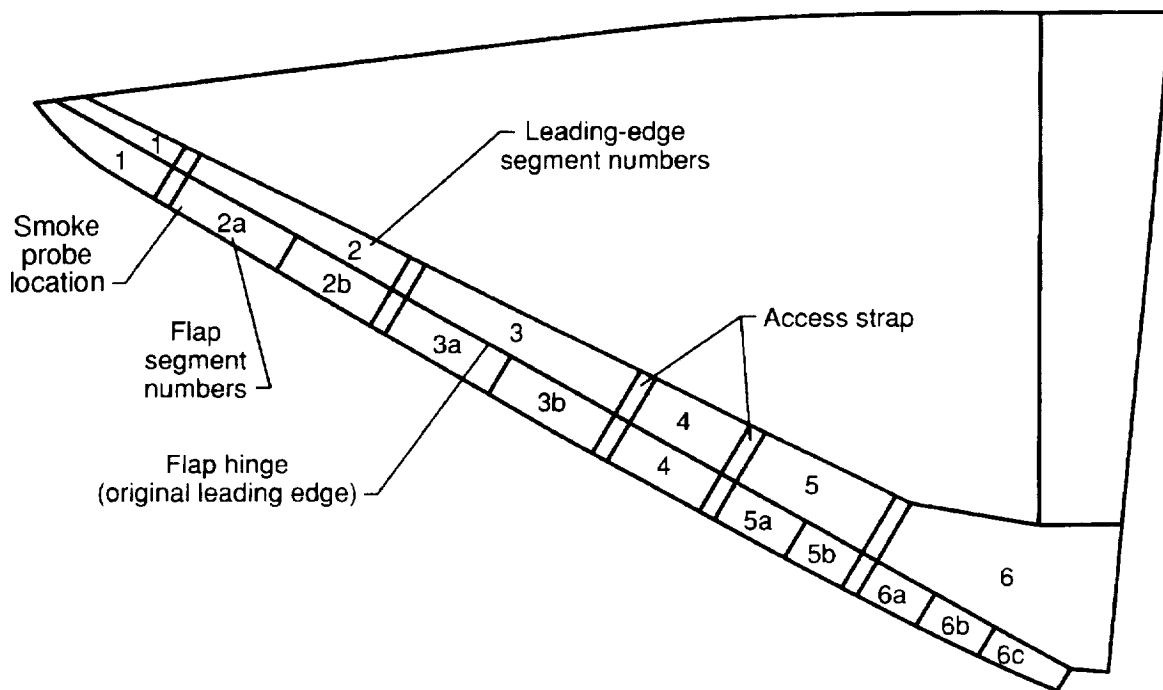 Leading-edge
segment numbers
1
1
Smoke
probe
location
2a
2
2b
Flap
segment
numbers
3
3a
3b
Access strap
Flap hinge
(original leading edge)
4
4
5
5a
5b
6
6a
6b
6c